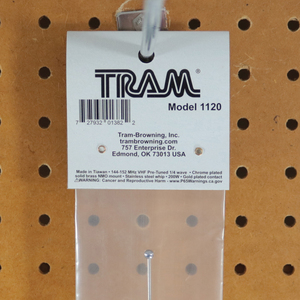 TRAM
Model 1120
7 27932 01382 2
Tram-Browning, Inc.
trambrowning.com
757 Enterprise Dr.
Edmond, OK 73013 USA
Made in Taiwan • 144-152 MHz VHF Pre-Tuned 1/4 wave • Chrome plated
solid brass NMO mount • Stainless steel whip • 200W • Gold plated contact
⚠WARNING: Cancer and Reproductive Harm - www.P65Warnings.ca.gov